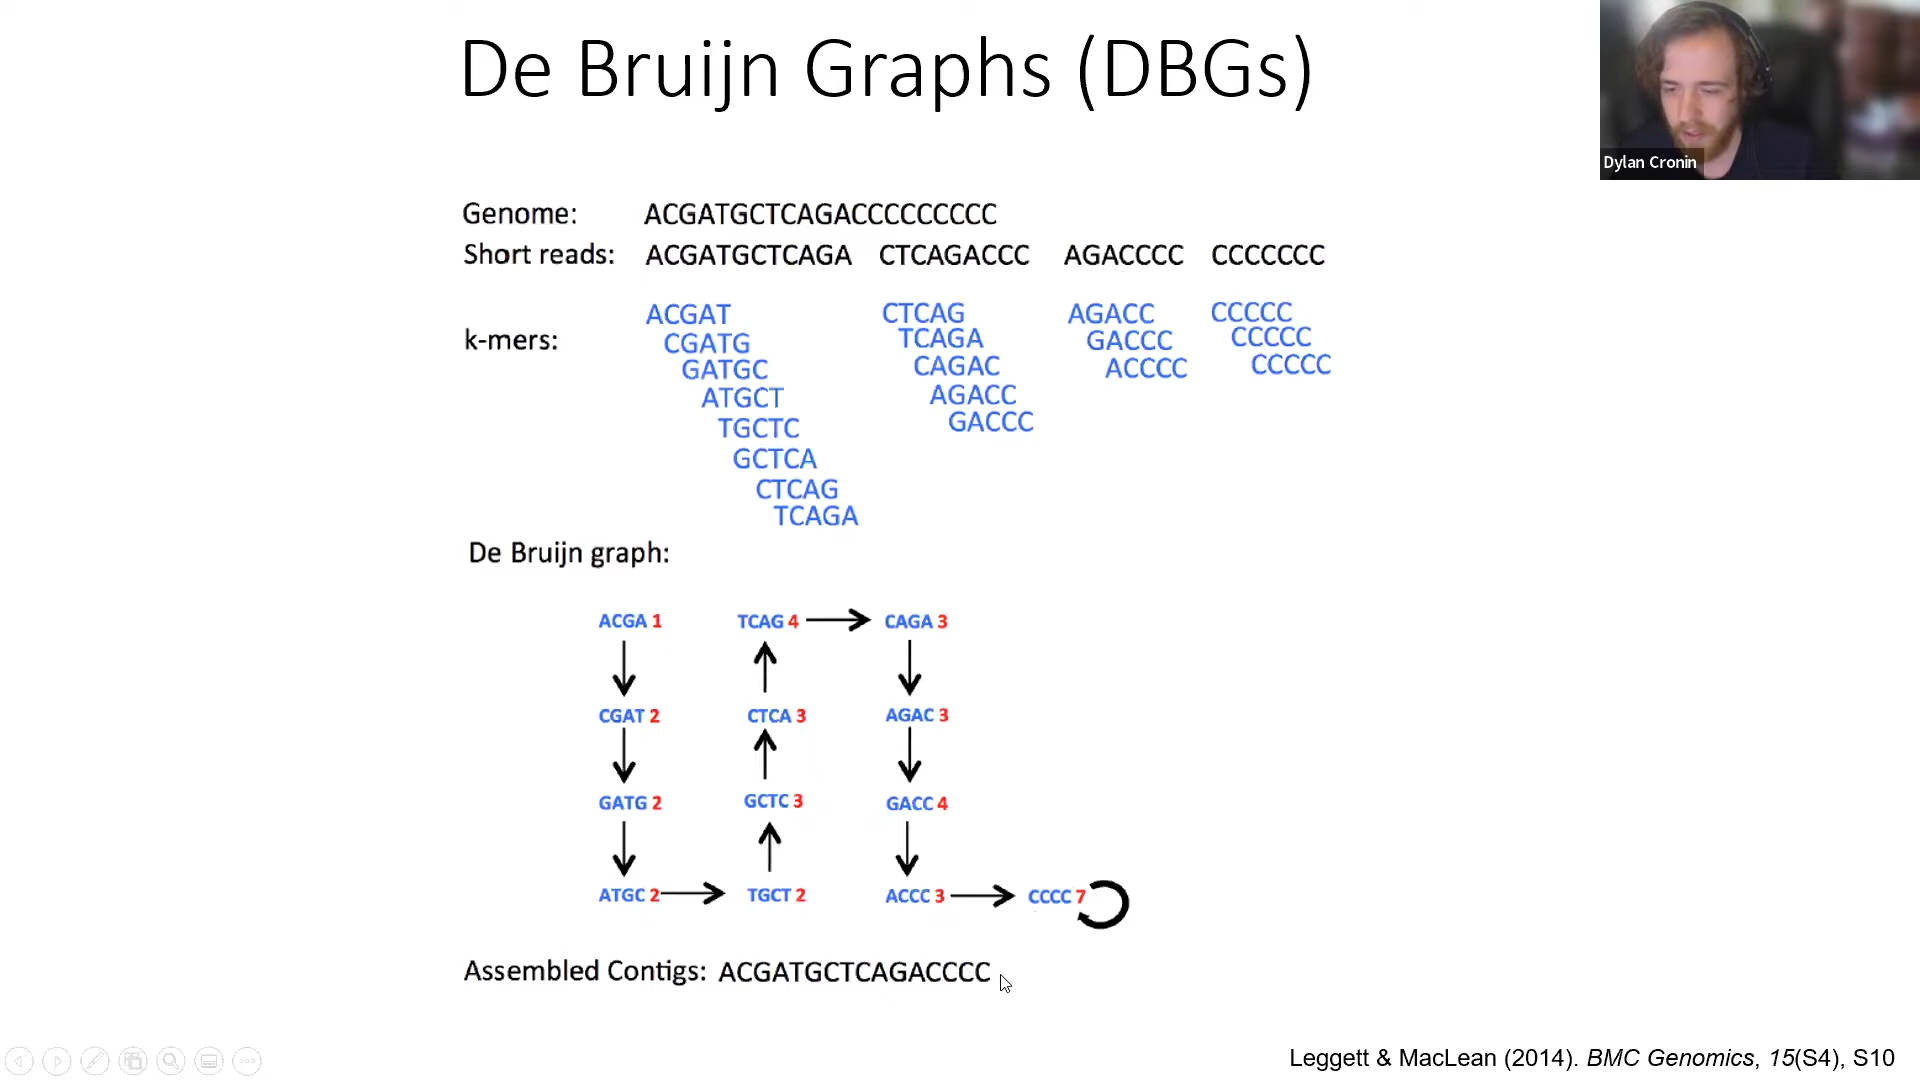 De Bruijn Graphs (DBGs)
Dylan Cronin
Genome: ACGATGCTCAGACCCCCCCCC
Short reads: ACGATGCTCAGA CTCAGACCC AGACCCC CCCCCCC
k-mers:
ACGAT CTCAG AGACC CCCCC
CGATG TCAGA GACCC CCCCC
GATGC CAGAC ACCCC CCCCC
ATGCT AGACC
TGCTC GACCC
GCTCA
CTCAG
TCAGA
De Bruijn graph:
ACGA 1 TCAG 4 CAGA 3
CGAT 2 CTCA 3 AGAC 3
GATG 2 GCTC 3 GACC 4
ATGC 2 TGCT 2 ACCC 3 CCCC 7
Assembled Contigs: ACGATGCTCAGACCCC
Leggett & MacLean (2014). BMC Genomics, 15(S4), S10